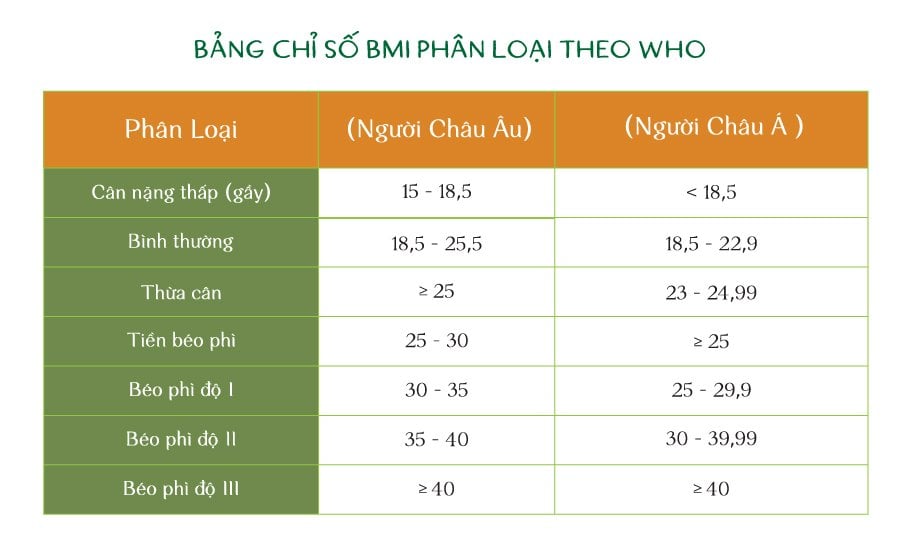 BẢNG CHỈ SỐ BMI PHÂN LOẠI THEO WHO
Phân Loại (Người Châu Âu) (Người Châu Á )
Cân nặng thấp (gầy) 15 - 18,5 < 18,5
Bình thường 18,5 - 25,5 18,5 - 22,9
Thừa cân ≥ 25 23 - 24,99
Tiền béo phì 25 - 30 ≥ 25
Béo phì độ I 30 - 35 25 - 29,9
Béo phì độ II 35 - 40 30 - 39,99
Béo phì độ III ≥ 40 ≥ 40